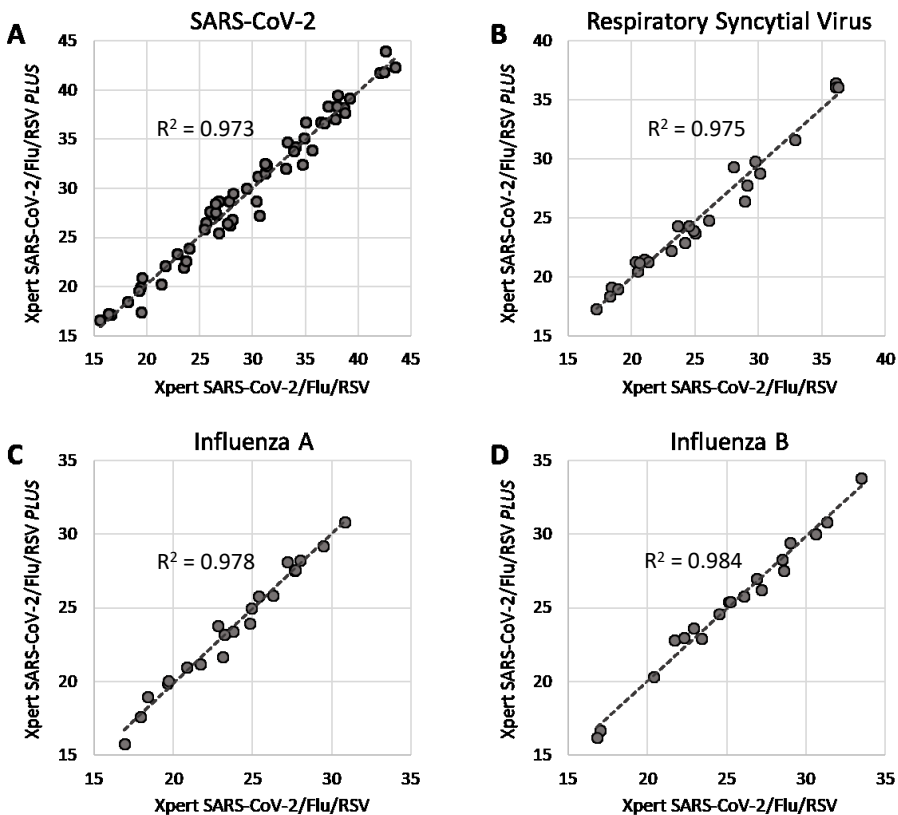 A
SARS-CoV-2
45
40
35
30
25
20
15
15 20 25 30 35 40 45
R² = 0.973
Xpert SARS-CoV-2/Flu/RSV PLUS
Xpert SARS-CoV-2/Flu/RSV
B
Respiratory Syncytial Virus
40
35
30
25
20
15
15 20 25 30 35 40
R² = 0.975
Xpert SARS-CoV-2/Flu/RSV PLUS
Xpert SARS-CoV-2/Flu/RSV
C
Influenza A
35
30
25
20
15
15 20 25 30 35
R² = 0.978
Xpert SARS-CoV-2/Flu/RSV PLUS
Xpert SARS-CoV-2/Flu/RSV
D
Influenza B
35
30
25
20
15
15 20 25 30 35
R² = 0.984
Xpert SARS-CoV-2/Flu/RSV PLUS
Xpert SARS-CoV-2/Flu/RSV